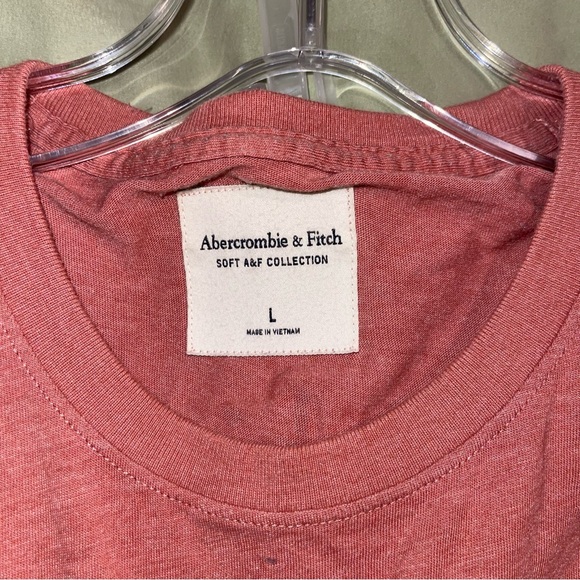 Abercrombie & Fitch
SOFT A&F COLLECTION
L
MADE IN VIETNAM